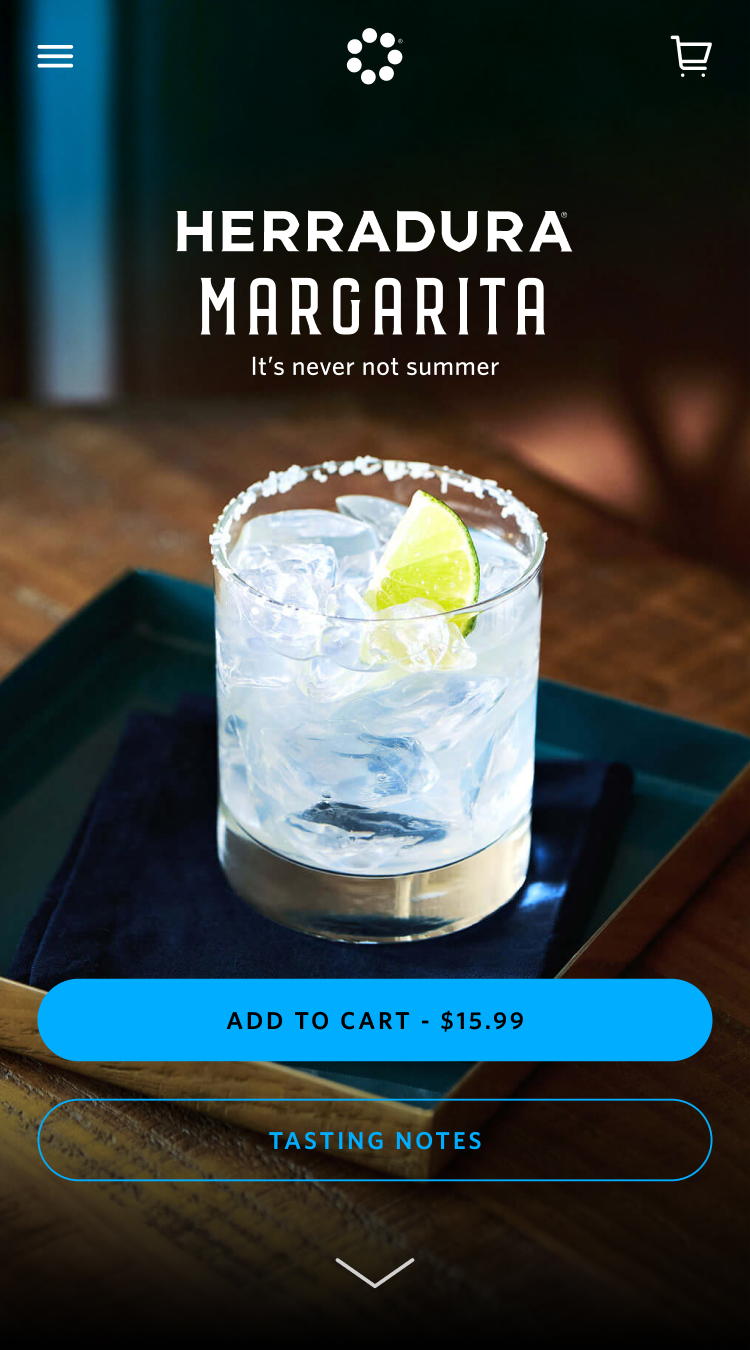 HERRADURA®
MARGARITA
It's never not summer
ADD TO CART - $15.99
TASTING NOTES